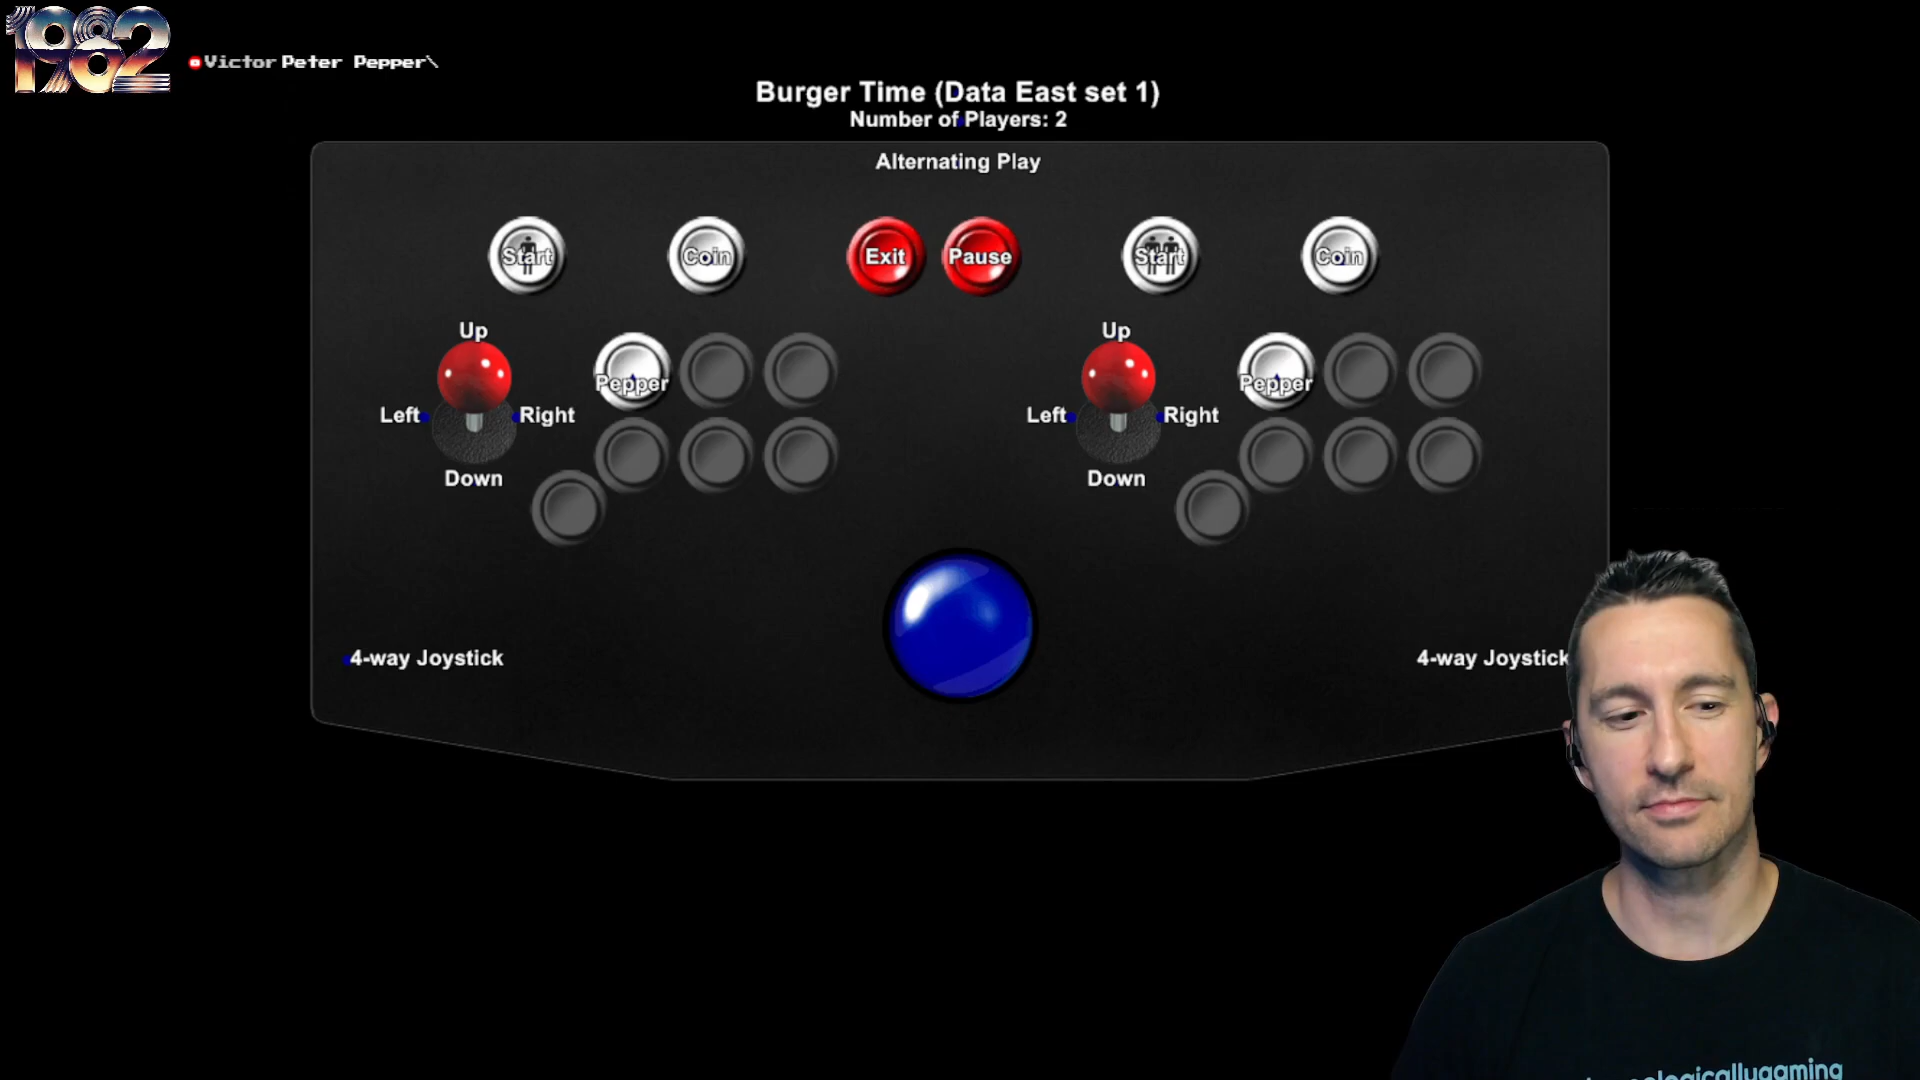 1982
Victor Peter Pepper\
Burger Time (Data East set 1)
Number of Players: 2
Alternating Play
Start Coin Exit Pause Start Coin
Up Up
Pepper Pepper
Left Right Left Right
Down Down
4-way Joystick 4-way Joystick
ologicallygaming